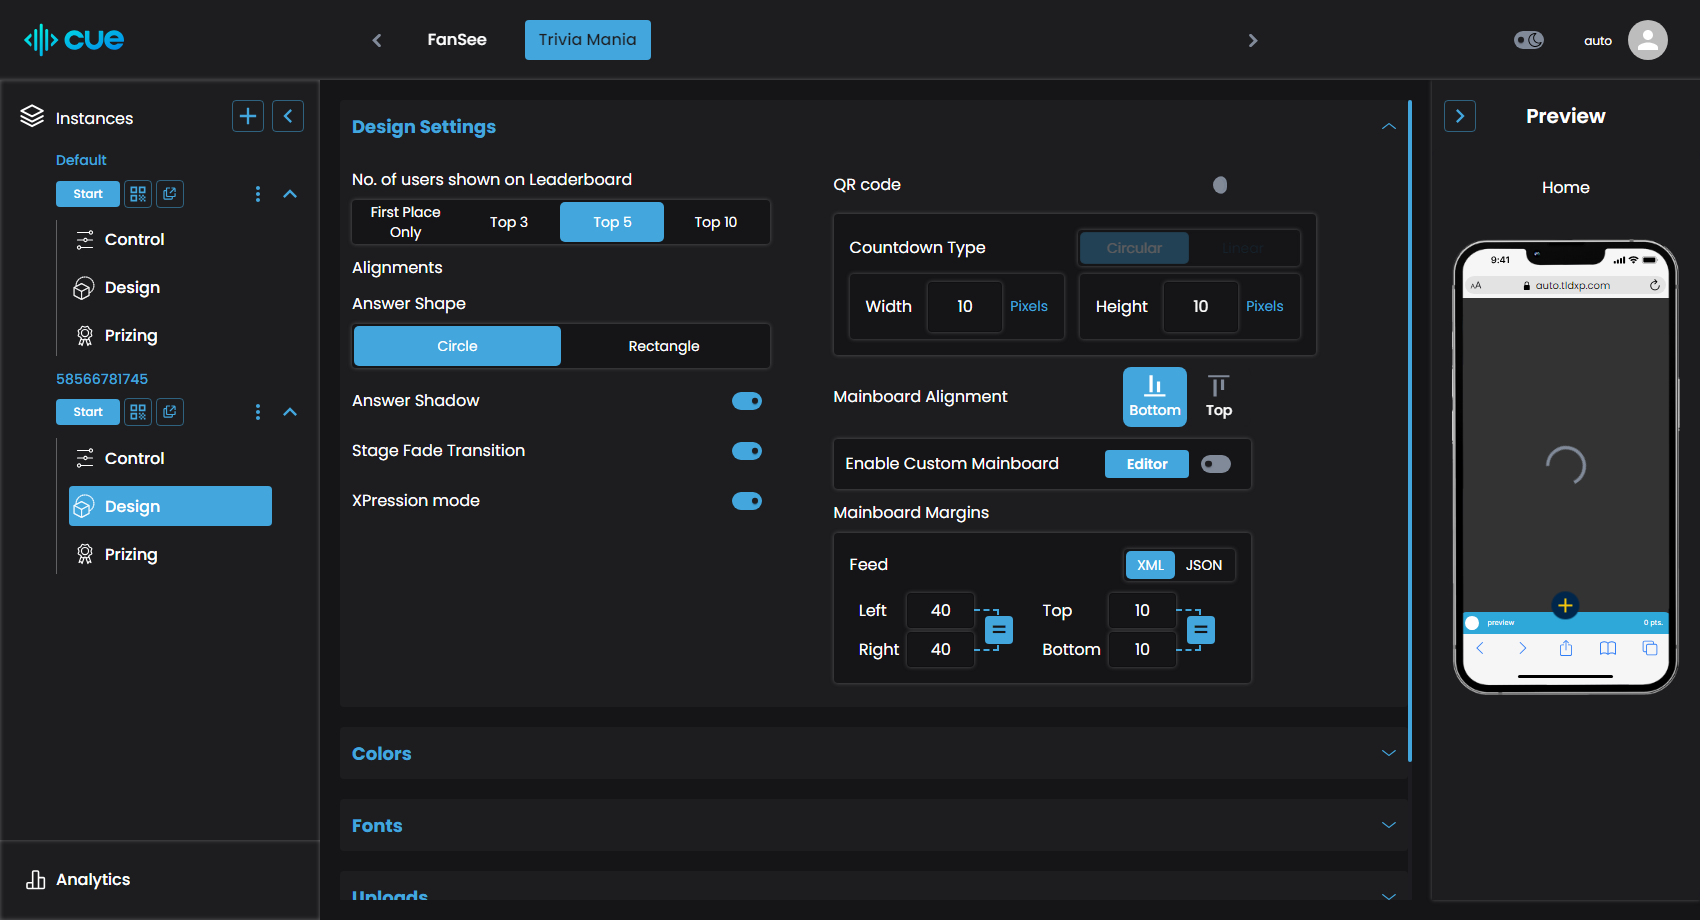 cue
FanSee
Trivia Mania
auto
Instances
Default
Start
Control
Design
Prizing
58566781745
Start
Control
Design
Prizing
Analytics
Design Settings
No. of users shown on Leaderboard
First Place
Only
Top 3
Top 5
Top 10
Alignments
Answer Shape
Circle
Rectangle
Answer Shadow
Stage Fade Transition
XPression mode
QR code
Countdown Type
Circular
Linear
Width
10
Pixels
Height
10
Pixels
Mainboard Alignment
Bottom
Top
Enable Custom Mainboard
Editor
Mainboard Margins
Feed
XML
JSON
Left
40
Top
10
Right
40
Bottom
10
Colors
Fonts
Uploads
Preview
Home
9:41
AA
auto.tldxp.com
preview
0 pts.